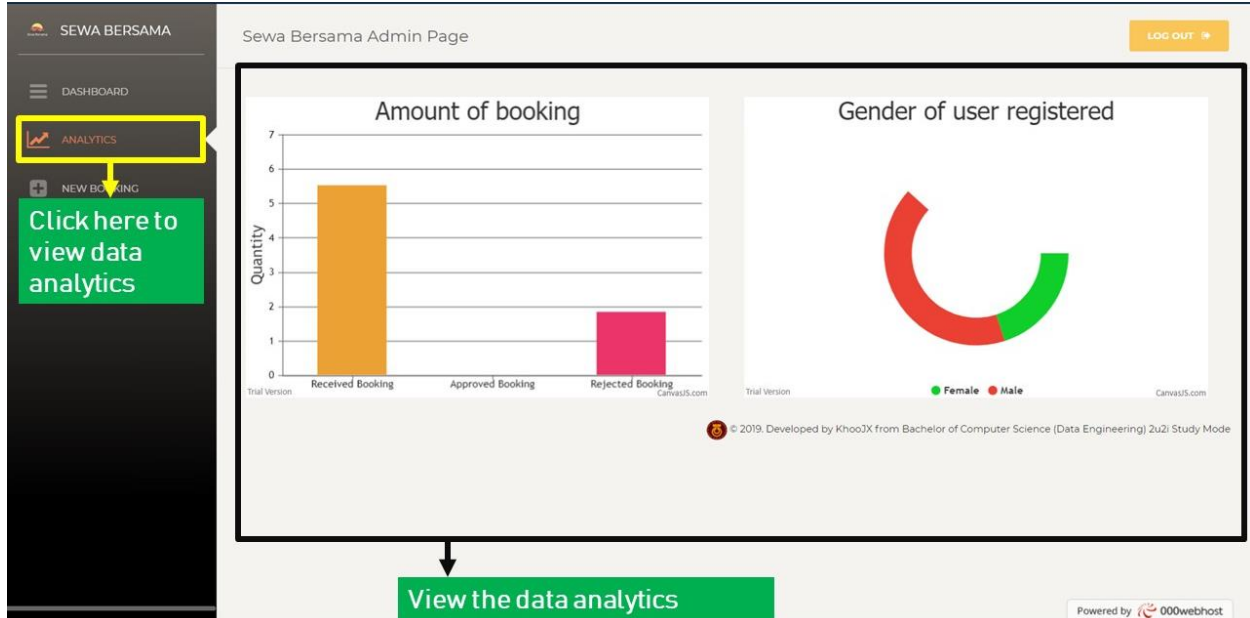 SEWA BERSAMA
Sewa Bersama Admin Page
LOG OUT
DASHBOARD
ANALYTICS
NEW BOOKING
Click here to
view data
analytics
Amount of booking
Quantity
7
6
5
4
3
2
1
0
Received Booking
Approved Booking
Rejected Booking
Trial Version
CanvasJS.com
Gender of user registered
Female
Male
Trial Version
CanvasJS.com
© 2019. Developed by KhooJX from Bachelor of Computer Science (Data Engineering) 2u2i Study Mode
View the data analytics
Powered by 000webhost